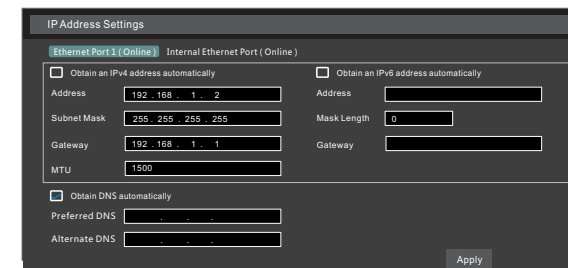 IP Address Settings
Ethernet Port 1 ( Online ) Internal Ethernet Port ( Online )
Obtain an IPv4 address automatically Obtain an IPv6 address automatically
Address 192 . 168 . 1 . 2 Address
Subnet Mask 255 . 255 . 255 . 255 Mask Length 0
Gateway 192 . 168 . 1 . 1 Gateway
MTU 1500
Obtain DNS automatically
Preferred DNS . . .
Alternate DNS . . .
Apply